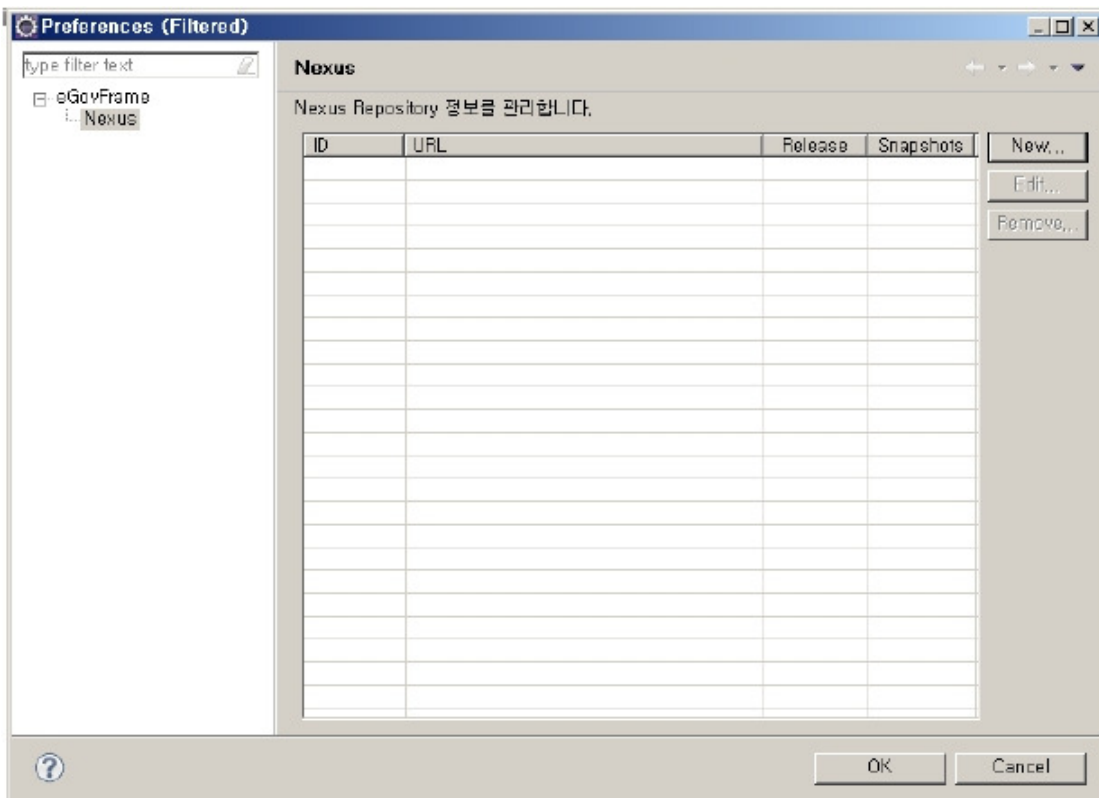 Preferences (Filtered)
type filter text
eGovFrame
Nexus
Nexus
Nexus Repository 정보를 관리합니다.
ID URL Release Snapshots
New...
Edit...
Remove...
OK Cancel